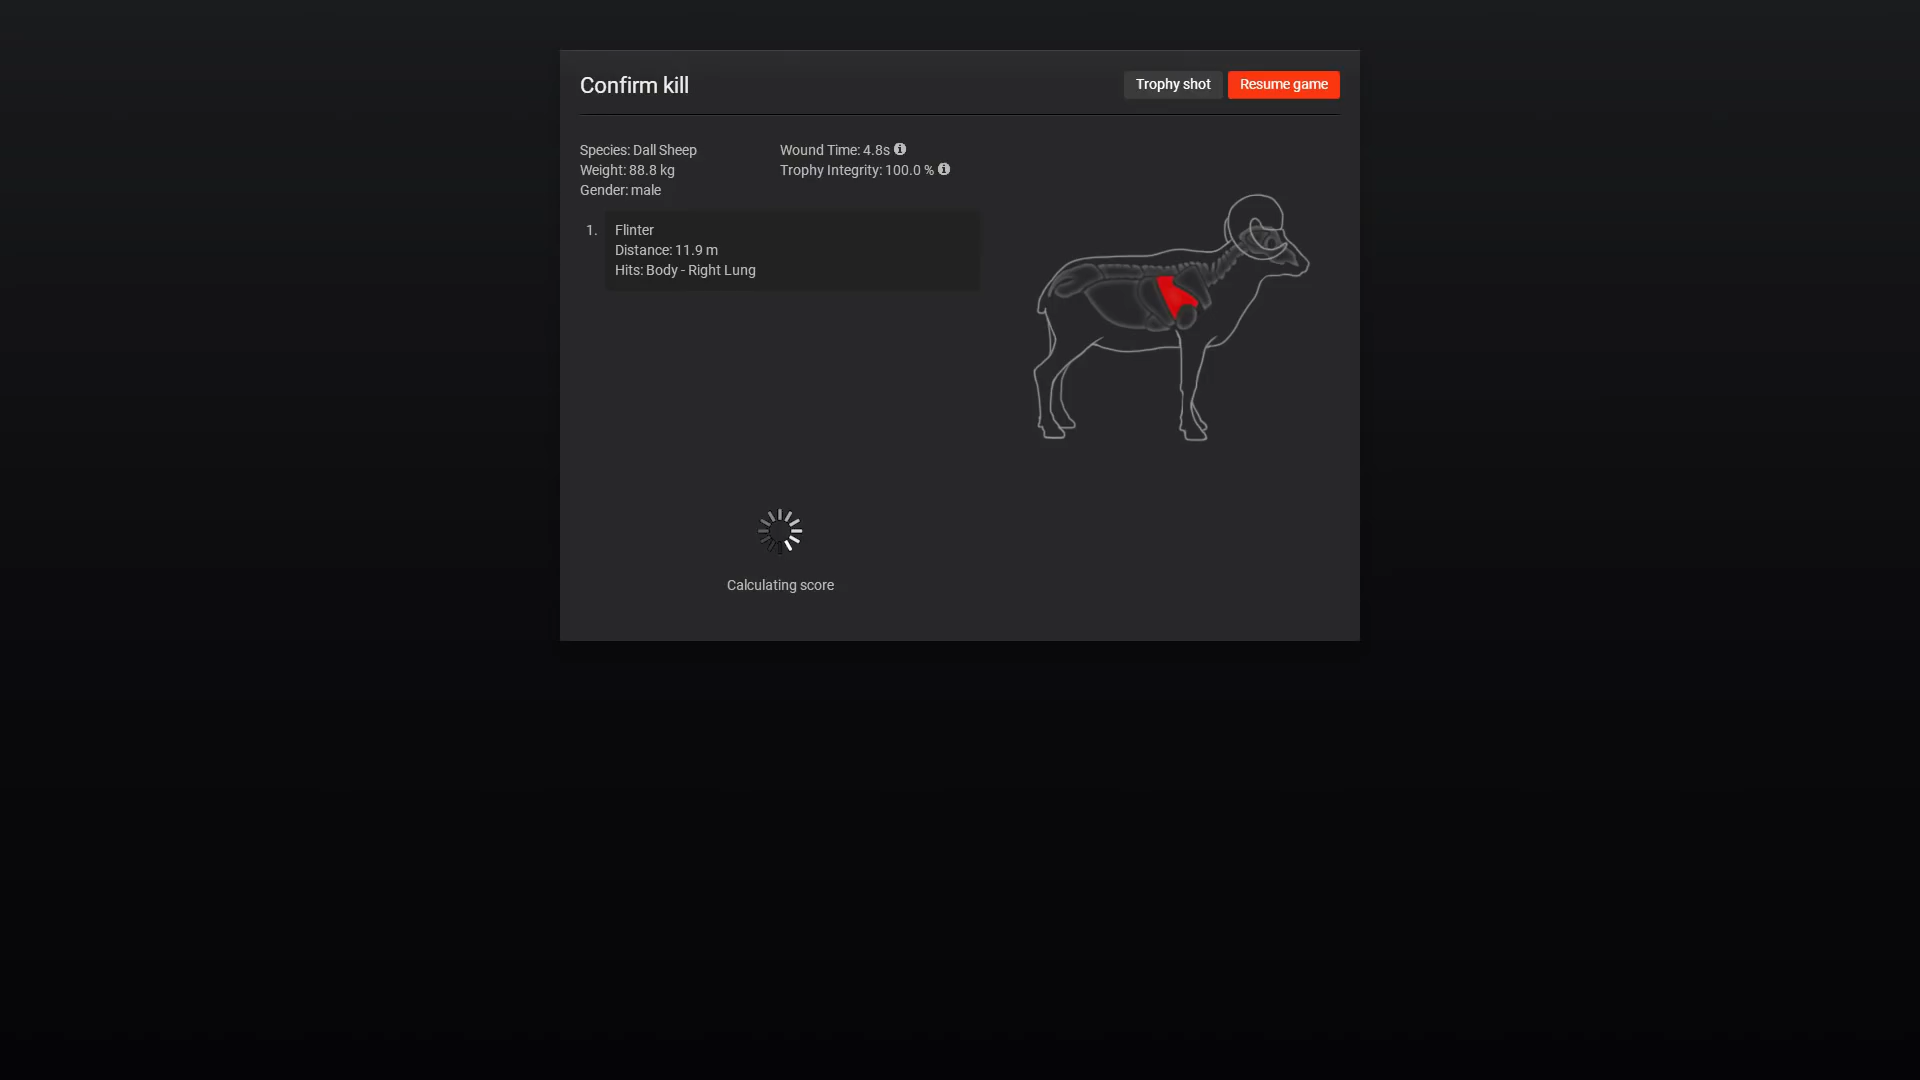 Confirm kill
Trophy shot
Resume game
Species: Dall Sheep
Weight: 88.8 kg
Gender: male
Wound Time: 4.8s
Trophy Integrity: 100.0 %
1.
Flinter
Distance: 11.9 m
Hits: Body - Right Lung
Calculating score